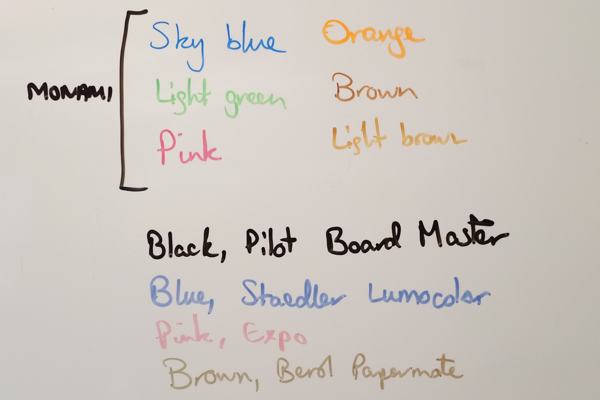 Sky blue Orange
MONAMI Light green Brown
Pink Light brown
Black, Pilot Board Master
Blue, Staedler Lumocolor
Pink, Expo
Brown, Berol Papermate